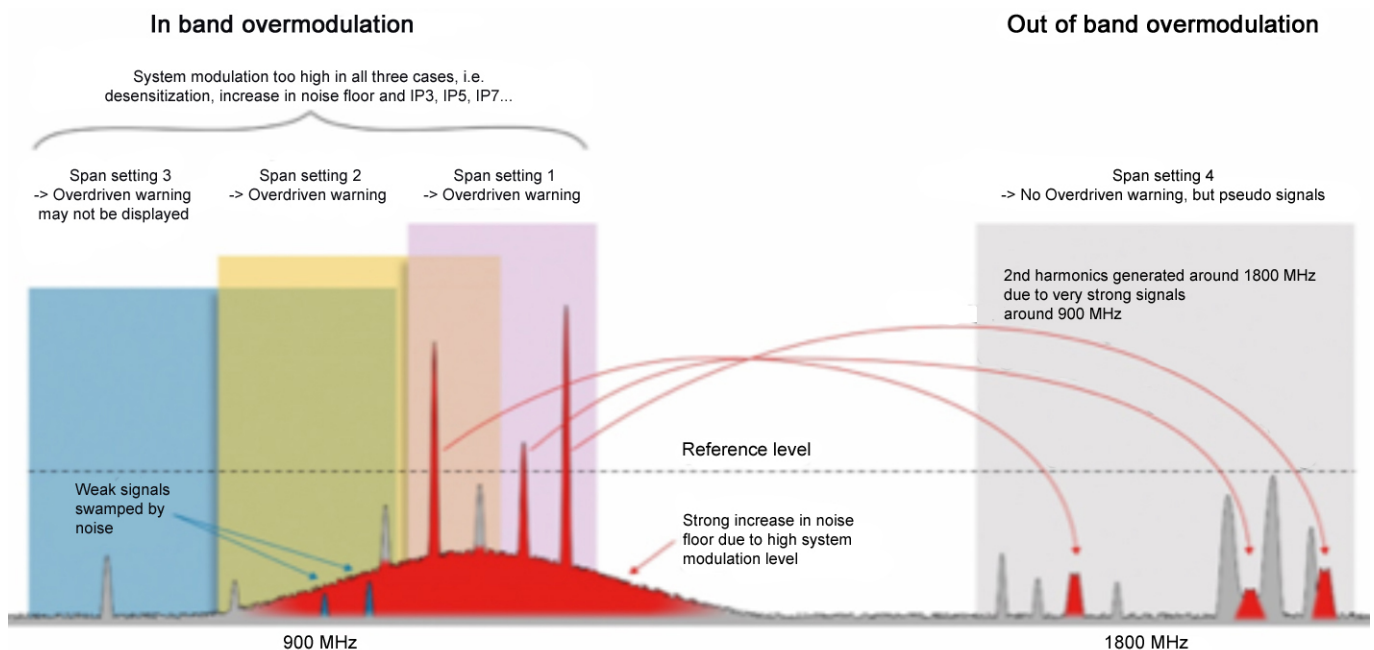 In band overmodulation
Out of band overmodulation
System modulation too high in all three cases, i.e.
desensitization, increase in noise floor and IP3, IP5, IP7...
Span setting 3
-> Overdriven warning
may not be displayed
Span setting 2
-> Overdriven warning
Span setting 1
-> Overdriven warning
Span setting 4
-> No Overdriven warning, but pseudo signals
2nd harmonics generated around 1800 MHz
due to very strong signals
around 900 MHz
Reference level
Weak signals
swamped by
noise
Strong increase in noise
floor due to high system
modulation level
900 MHz
1800 MHz